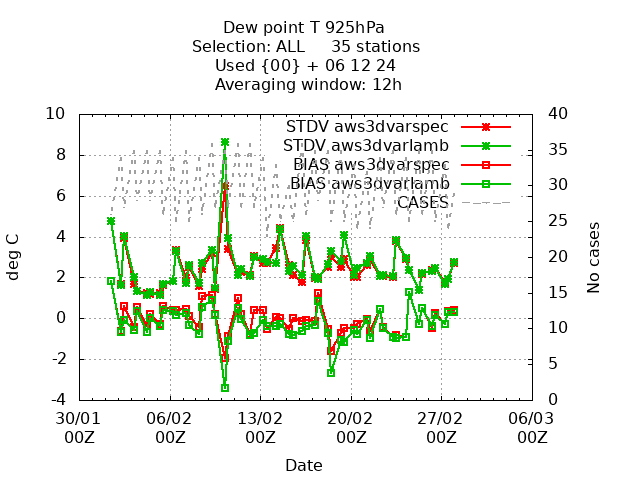 Dew point T 925hPa
Selection: ALL     35 stations
Used {00} + 06 12 24
Averaging window: 12h
STDV aws3dvarspec
STDV aws3dvarlamb
BIAS aws3dvarspec
BIAS aws3dvarlamb
CASES
10
8
6
4
2
0
-2
-4
deg C
40
35
30
25
20
15
10
5
0
No cases
30/01 06/02 13/02 20/02 27/02 06/03
00Z 00Z 00Z 00Z 00Z 00Z
Date